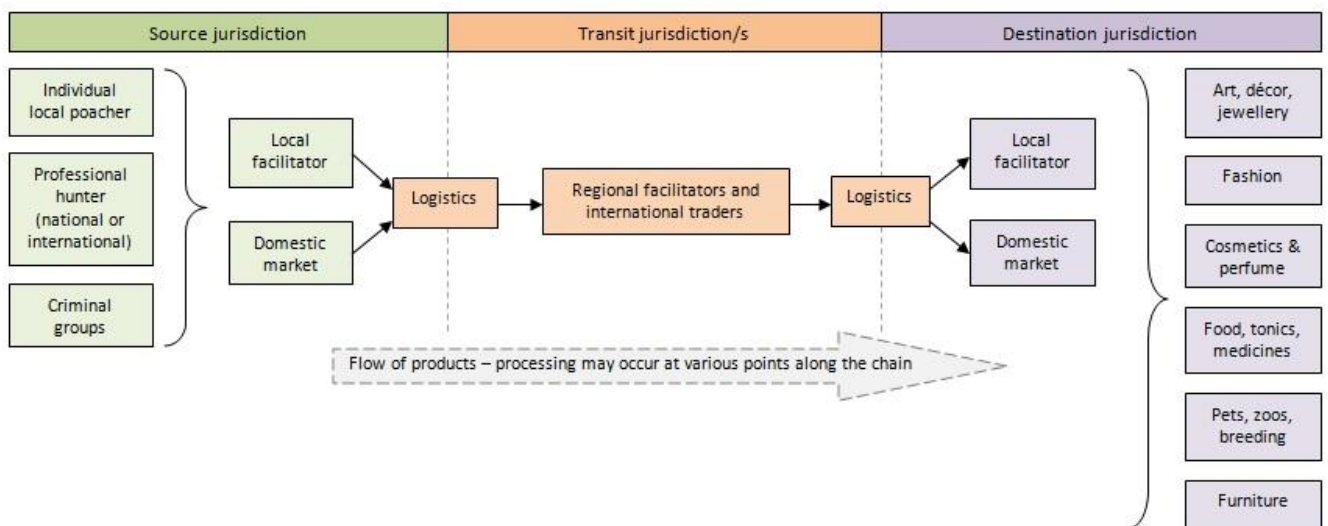 Source jurisdiction
Transit jurisdiction/s
Destination jurisdiction
Individual
local poacher
Professional
hunter
(national or
international)
Criminal
groups
Local
facilitator
Domestic
market
Logistics
Regional facilitators and
international traders
Logistics
Local
facilitator
Domestic
market
Art, décor,
jewellery
Fashion
Cosmetics &
perfume
Food, tonics,
medicines
Pets, zoos,
breeding
Furniture
Flow of products – processing may occur at various points along the chain